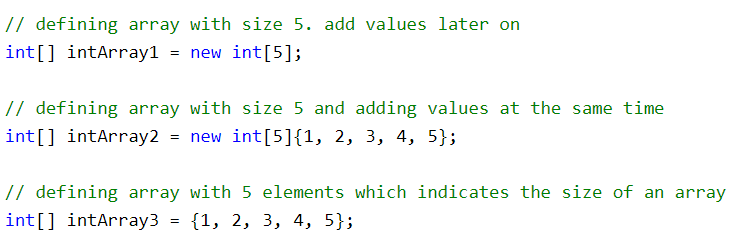 // defining array with size 5. add values later on
int[] intArray1 = new int[5];
// defining array with size 5 and adding values at the same time
int[] intArray2 = new int[5]{1, 2, 3, 4, 5};
// defining array with 5 elements which indicates the size of an array
int[] intArray3 = {1, 2, 3, 4, 5};